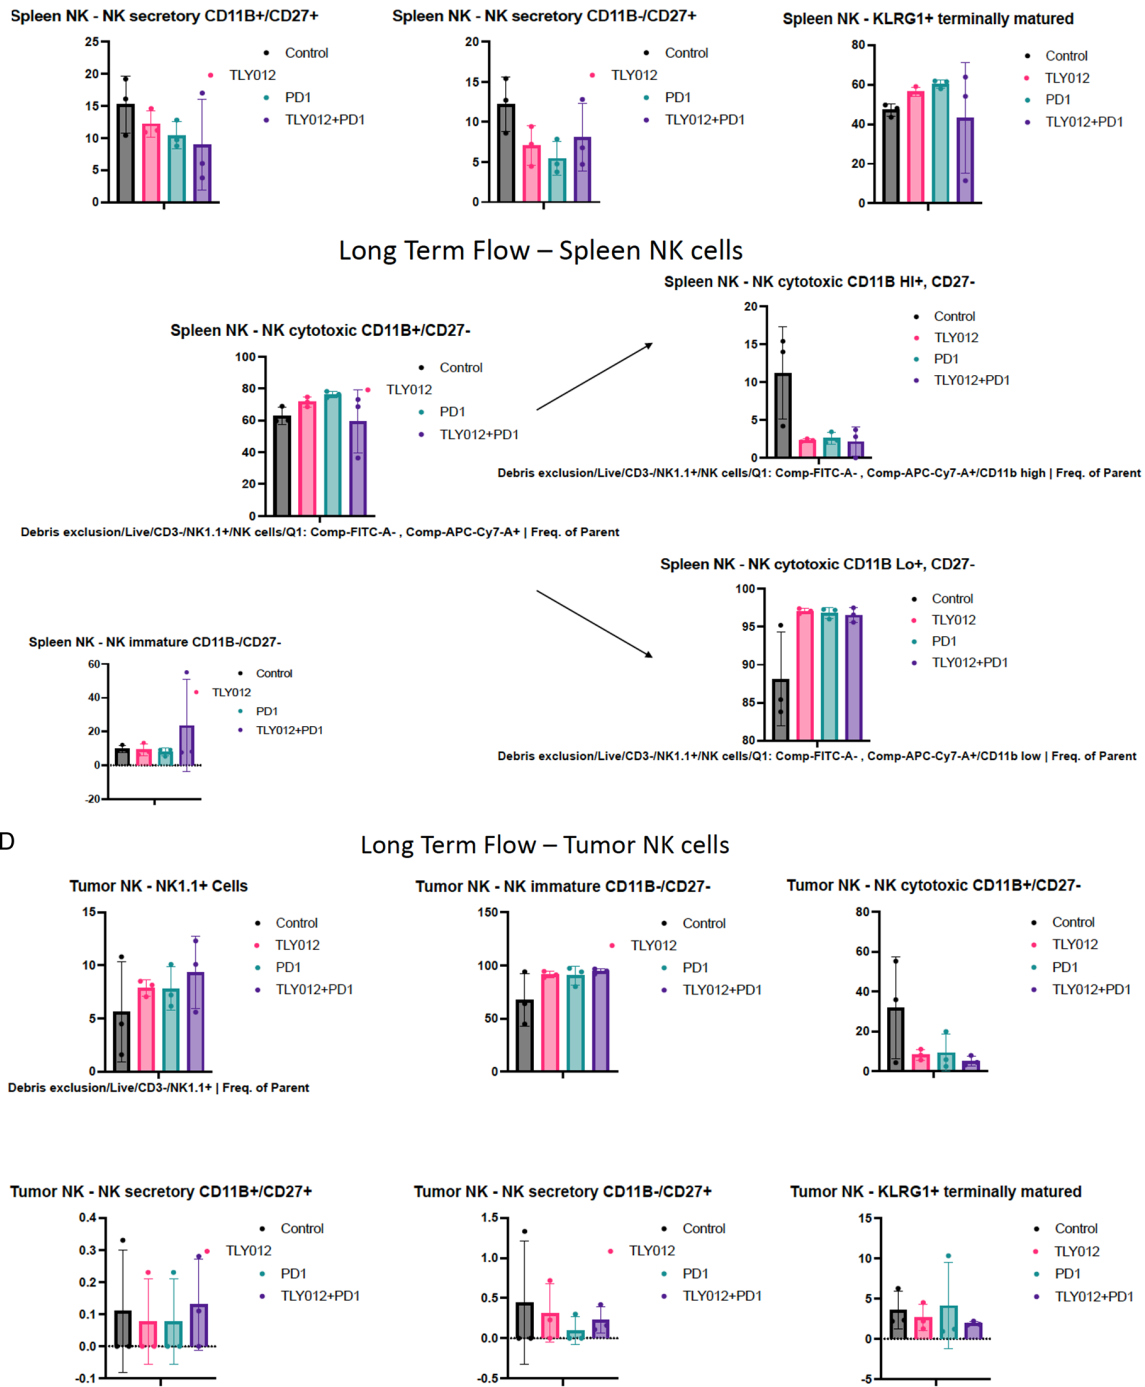 Spleen NK - NK secretory CD11B+/CD27+
25
20
15
10
5
0
Control
TLY012
PD1
TLY012+PD1
Spleen NK - NK secretory CD11B-/CD27+
20
15
10
5
0
Control
TLY012
PD1
TLY012+PD1
Spleen NK - KLRG1+ terminally matured
80
60
40
20
0
Control
TLY012
PD1
TLY012+PD1
Long Term Flow – Spleen NK cells
Spleen NK - NK cytotoxic CD11B+/CD27-
100
80
60
40
20
0
Control
TLY012
PD1
TLY012+PD1
Debris exclusion/Live/CD3-/NK1.1+/NK cells/Q1: Comp-FITC-A- , Comp-APC-Cy7-A+ | Freq. of Parent
Spleen NK - NK cytotoxic CD11B HI+, CD27-
20
15
10
5
0
Control
TLY012
PD1
TLY012+PD1
Debris exclusion/Live/CD3-/NK1.1+/NK cells/Q1: Comp-FITC-A- , Comp-APC-Cy7-A+/CD11b high | Freq. of Parent
Spleen NK - NK cytotoxic CD11B Lo+, CD27-
100
95
90
85
80
Control
TLY012
PD1
TLY012+PD1
Debris exclusion/Live/CD3-/NK1.1+/NK cells/Q1: Comp-FITC-A- , Comp-APC-Cy7-A+/CD11b low | Freq. of Parent
Spleen NK - NK immature CD11B-/CD27-
60
40
20
0
-20
Control
TLY012
PD1
TLY012+PD1
D
Long Term Flow – Tumor NK cells
Tumor NK - NK1.1+ Cells
15
10
5
0
Control
TLY012
PD1
TLY012+PD1
Debris exclusion/Live/CD3-/NK1.1+ | Freq. of Parent
Tumor NK - NK immature CD11B-/CD27-
150
100
50
0
Control
TLY012
PD1
TLY012+PD1
Tumor NK - NK cytotoxic CD11B+/CD27-
80
60
40
20
0
Control
TLY012
PD1
TLY012+PD1
Tumor NK - NK secretory CD11B+/CD27+
0.4
0.3
0.2
0.1
0.0
-0.1
Control
TLY012
PD1
TLY012+PD1
Tumor NK - NK secretory CD11B-/CD27+
1.5
1.0
0.5
0.0
-0.5
Control
TLY012
PD1
TLY012+PD1
Tumor NK - KLRG1+ terminally matured
15
10
5
0
-5
Control
TLY012
PD1
TLY012+PD1